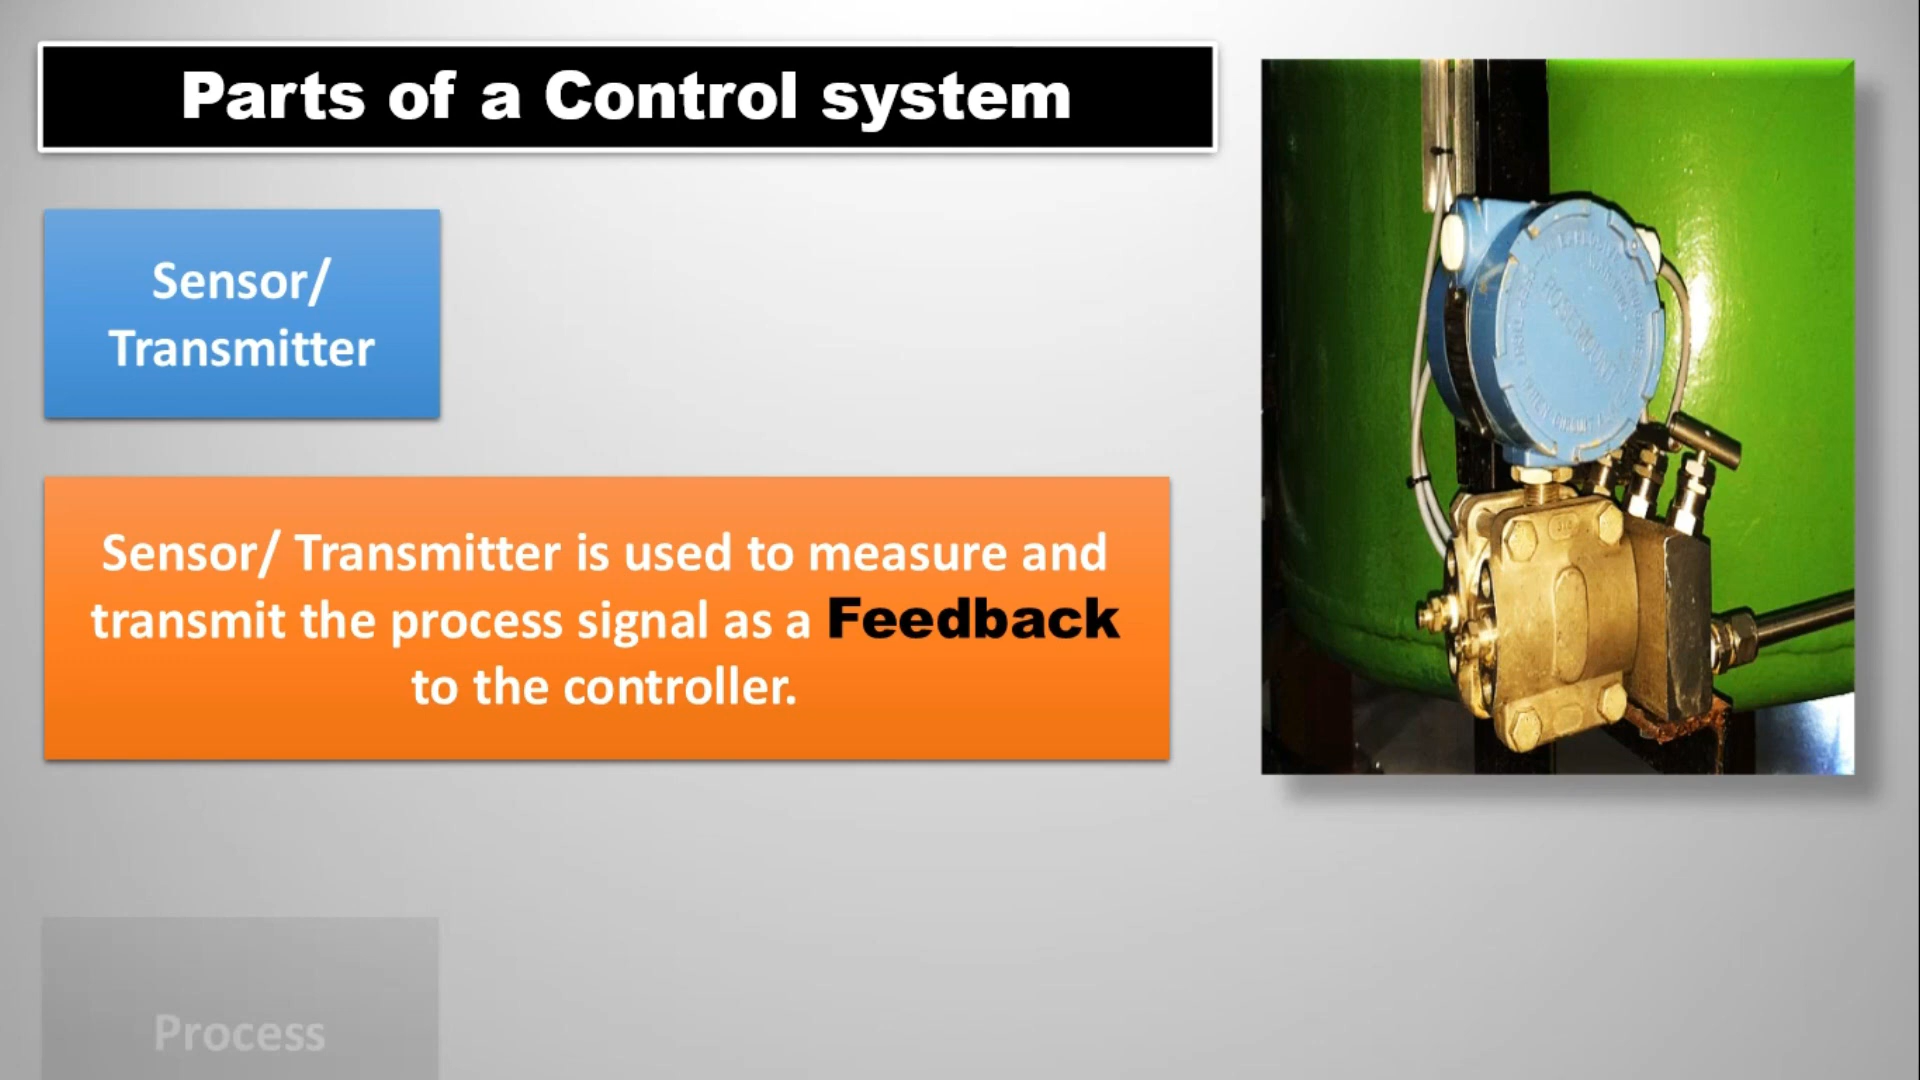 Parts of a Control system
Sensor/
Transmitter
Sensor/ Transmitter is used to measure and
transmit the process signal as a Feedback
to the controller.
ROSEMOUNT
Process